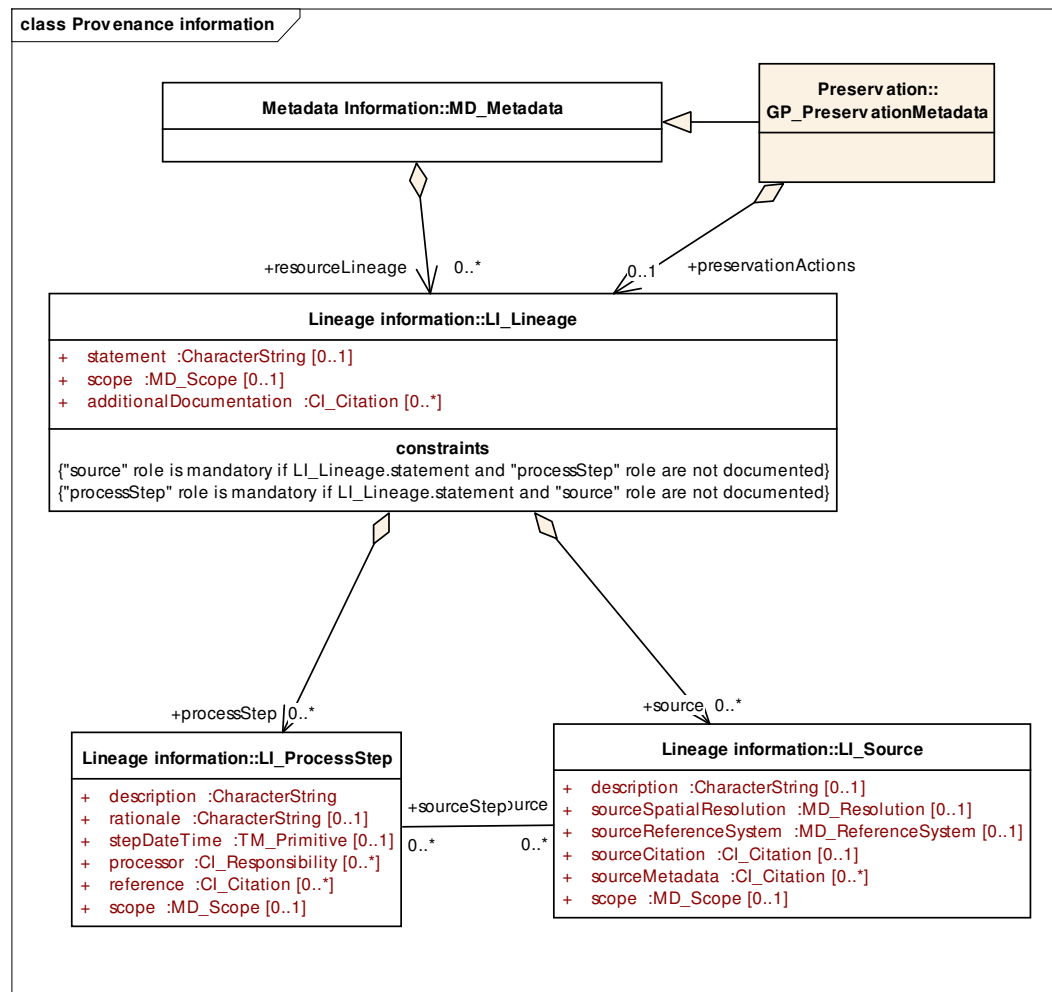 class Provenance information
Metadata Information::MD_Metadata
Preservation::
GP_PreservationMetadata
+resourceLineage
0..*
0..1
+preservationActions
Lineage information::LI_Lineage
+ statement :CharacterString [0..1]
+ scope :MD_Scope [0..1]
+ additionalDocumentation :CI_Citation [0..*]
constraints
{"source" role is mandatory if LI_Lineage.statement and "processStep" role are not documented}
{"processStep" role is mandatory if LI_Lineage.statement and "source" role are not documented}
+processStep 0..*
+source 0..*
Lineage information::LI_ProcessStep
+ description :CharacterString
+ rationale :CharacterString [0..1]
+ stepDateTime :TM_Primitive [0..1]
+ processor :CI_Responsibility [0..*]
+ reference :CI_Citation [0..*]
+ scope :MD_Scope [0..1]
+sourceStep
0..*
0..*
Lineage information::LI_Source
+ description :CharacterString [0..1]
+ sourceSpatialResolution :MD_Resolution [0..1]
+ sourceReferenceSystem :MD_ReferenceSystem [0..1]
+ sourceCitation :CI_Citation [0..1]
+ sourceMetadata :CI_Citation [0..*]
+ scope :MD_Scope [0..1]